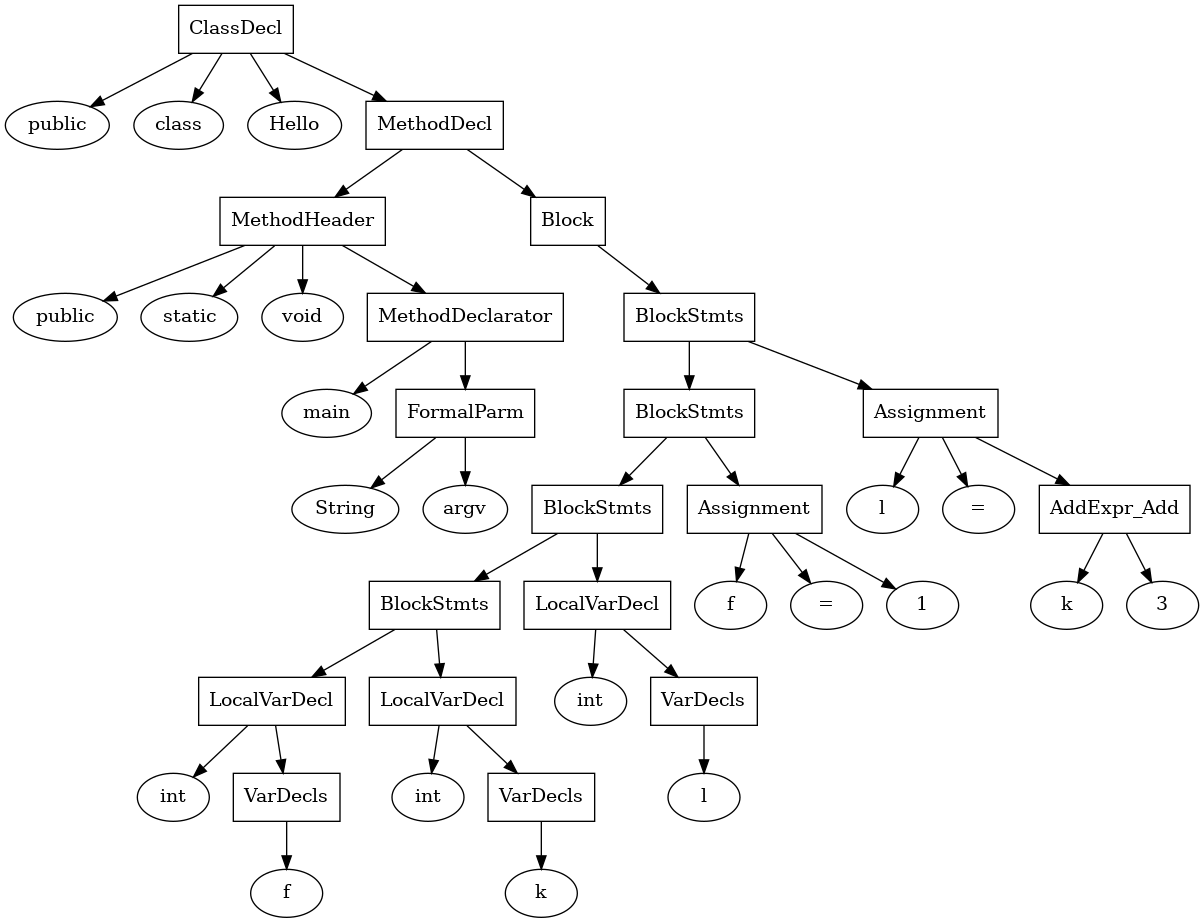 ClassDecl
public class Hello MethodDecl
MethodHeader Block
public static void MethodDeclarator BlockStmts
main FormalParm BlockStmts Assignment
String argv BlockStmts Assignment l = AddExpr_Add
BlockStmts LocalVarDecl f = 1 k 3
LocalVarDecl LocalVarDecl int VarDecls
int VarDecls int VarDecls l
f k